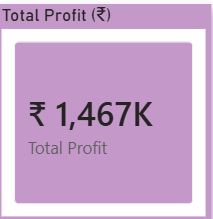 Total Profit (₹)
₹ 1,467K
Total Profit